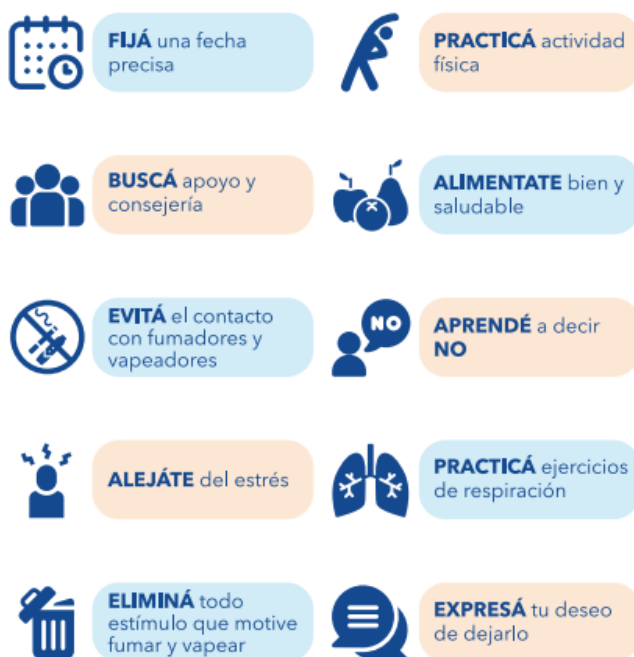 FIJÁ una fecha
precisa
PRACTICÁ actividad
física
BUSCÁ apoyo y
consejería
ALIMENTATE bien y
saludable
EVITÁ el contacto
con fumadores y
vapeadores
NO
APRENDÉ a decir
NO
ALEJÁTE del estrés
PRACTICÁ ejercicios
de respiración
ELIMINÁ todo
estímulo que motive
fumar y vapear
EXPRESÁ tu deseo
de dejarlo